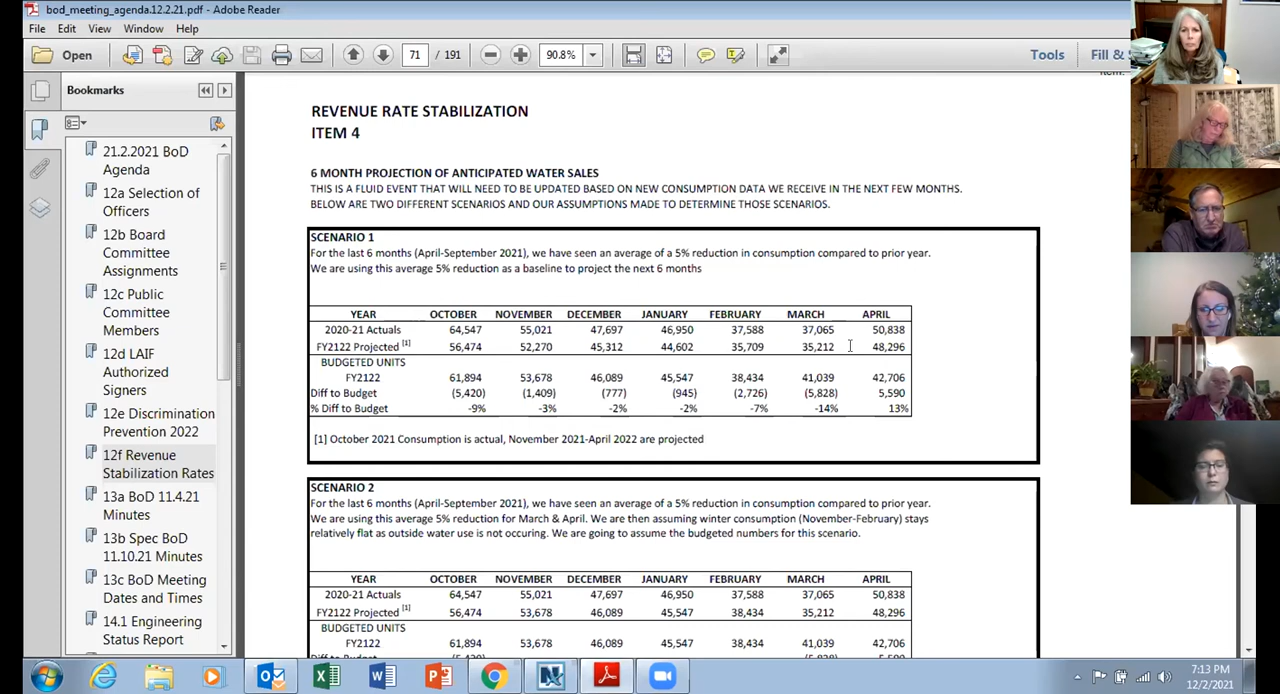 bod_meeting_agenda.12.2.21.pdf - Adobe Reader
File Edit View Window Help
Open 71 / 191 90.8% Tools Fill &
Bookmarks
21.2.2021 BoD
Agenda
12a Selection of
Officers
12b Board
Committee
Assignments
12c Public
Committee
Members
12d LAIF
Authorized
Signers
12e Discrimination
Prevention 2022
12f Revenue
Stabilization Rates
13a BoD 11.4.21
Minutes
13b Spec BoD
11.10.21 Minutes
13c BoD Meeting
Dates and Times
14.1 Engineering
Status Report
REVENUE RATE STABILIZATION
ITEM 4
6 MONTH PROJECTION OF ANTICIPATED WATER SALES
THIS IS A FLUID EVENT THAT WILL NEED TO BE UPDATED BASED ON NEW CONSUMPTION DATA WE RECEIVE IN THE NEXT FEW MONTHS.
BELOW ARE TWO DIFFERENT SCENARIOS AND OUR ASSUMPTIONS MADE TO DETERMINE THOSE SCENARIOS.
SCENARIO 1
For the last 6 months (April-September 2021), we have seen an average of a 5% reduction in consumption compared to prior year.
We are using this average 5% reduction as a baseline to project the next 6 months
YEAR OCTOBER NOVEMBER DECEMBER JANUARY FEBRUARY MARCH APRIL
2020-21 Actuals 64,547 55,021 47,697 46,950 37,588 37,065 50,838
FY2122 Projected [1] 56,474 52,270 45,312 44,602 35,709 35,212 48,296
BUDGETED UNITS
FY2122 61,894 53,678 46,089 45,547 38,434 41,039 42,706
Diff to Budget (5,420) (1,409) (777) (945) (2,726) (5,828) 5,590
% Diff to Budget -9% -3% -2% -2% -7% -14% 13%
[1] October 2021 Consumption is actual, November 2021-April 2022 are projected
SCENARIO 2
For the last 6 months (April-September 2021), we have seen an average of a 5% reduction in consumption compared to prior year.
We are using this average 5% reduction for March & April. We are then assuming winter consumption (November-February) stays
relatively flat as outside water use is not occuring. We are going to assume the budgeted numbers for this scenario.
YEAR OCTOBER NOVEMBER DECEMBER JANUARY FEBRUARY MARCH APRIL
2020-21 Actuals 64,547 55,021 47,697 46,950 37,588 37,065 50,838
FY2122 Projected [1] 56,474 53,678 46,089 45,547 38,434 35,212 48,296
BUDGETED UNITS
FY2122 61,894 53,678 46,089 45,547 38,434 41,039 42,706
7:13 PM
12/2/2021